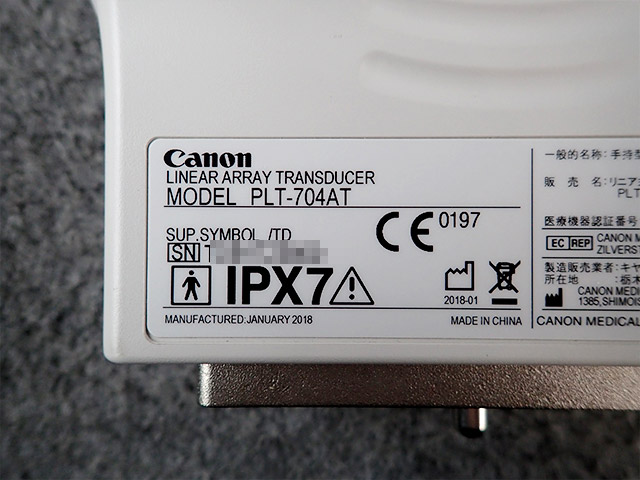 Canon
LINEAR ARRAY TRANSDUCER
MODEL PLT-704AT
CE 0197
SUP.SYMBOL /TD
SN T
IPX7
2018-01
MANUFACTURED:JANUARY 2018
MADE IN CHINA
一般的名称:手持型
販 売 名:リニア
PLT
医療機器認証番号
EC REP CANON M
ZILVERS
製造販売業者:キヤ
所在地 :栃木
CANON MEDIC
1385,SHIMOIS
CANON MEDICAL